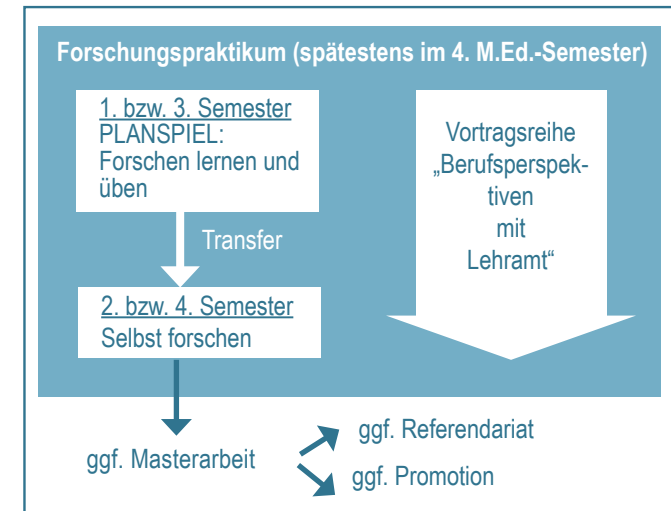 Forschungspraktikum (spätestens im 4. M.Ed.-Semester)
1. bzw. 3. Semester
PLANSPIEL:
Forschen lernen und
üben
Transfer
2. bzw. 4. Semester
Selbst forschen
Vortragsreihe
„Berufsperspek-
tiven
mit
Lehramt“
ggf. Masterarbeit
ggf. Referendariat
ggf. Promotion